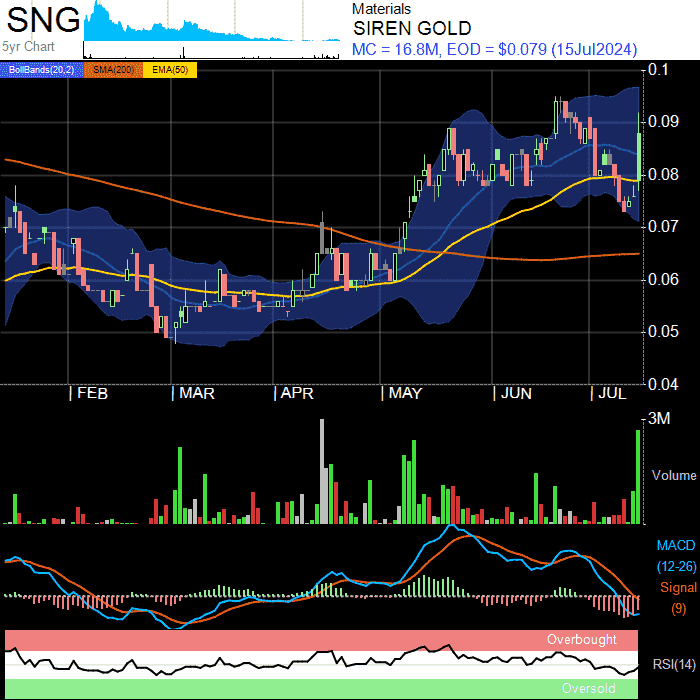 SNG
5yr Chart
Materials
SIREN GOLD
MC = 16.8M, EOD = $0.079 (15Jul2024)
BollBands(20,2) SMA(200) EMA(50)
0.1
0.09
0.08
0.07
0.06
0.05
0.04
FEB MAR APR MAY JUN JUL
3M
Volume
MACD
(12-26)
Signal
(9)
Overbought
RSI(14)
Oversold